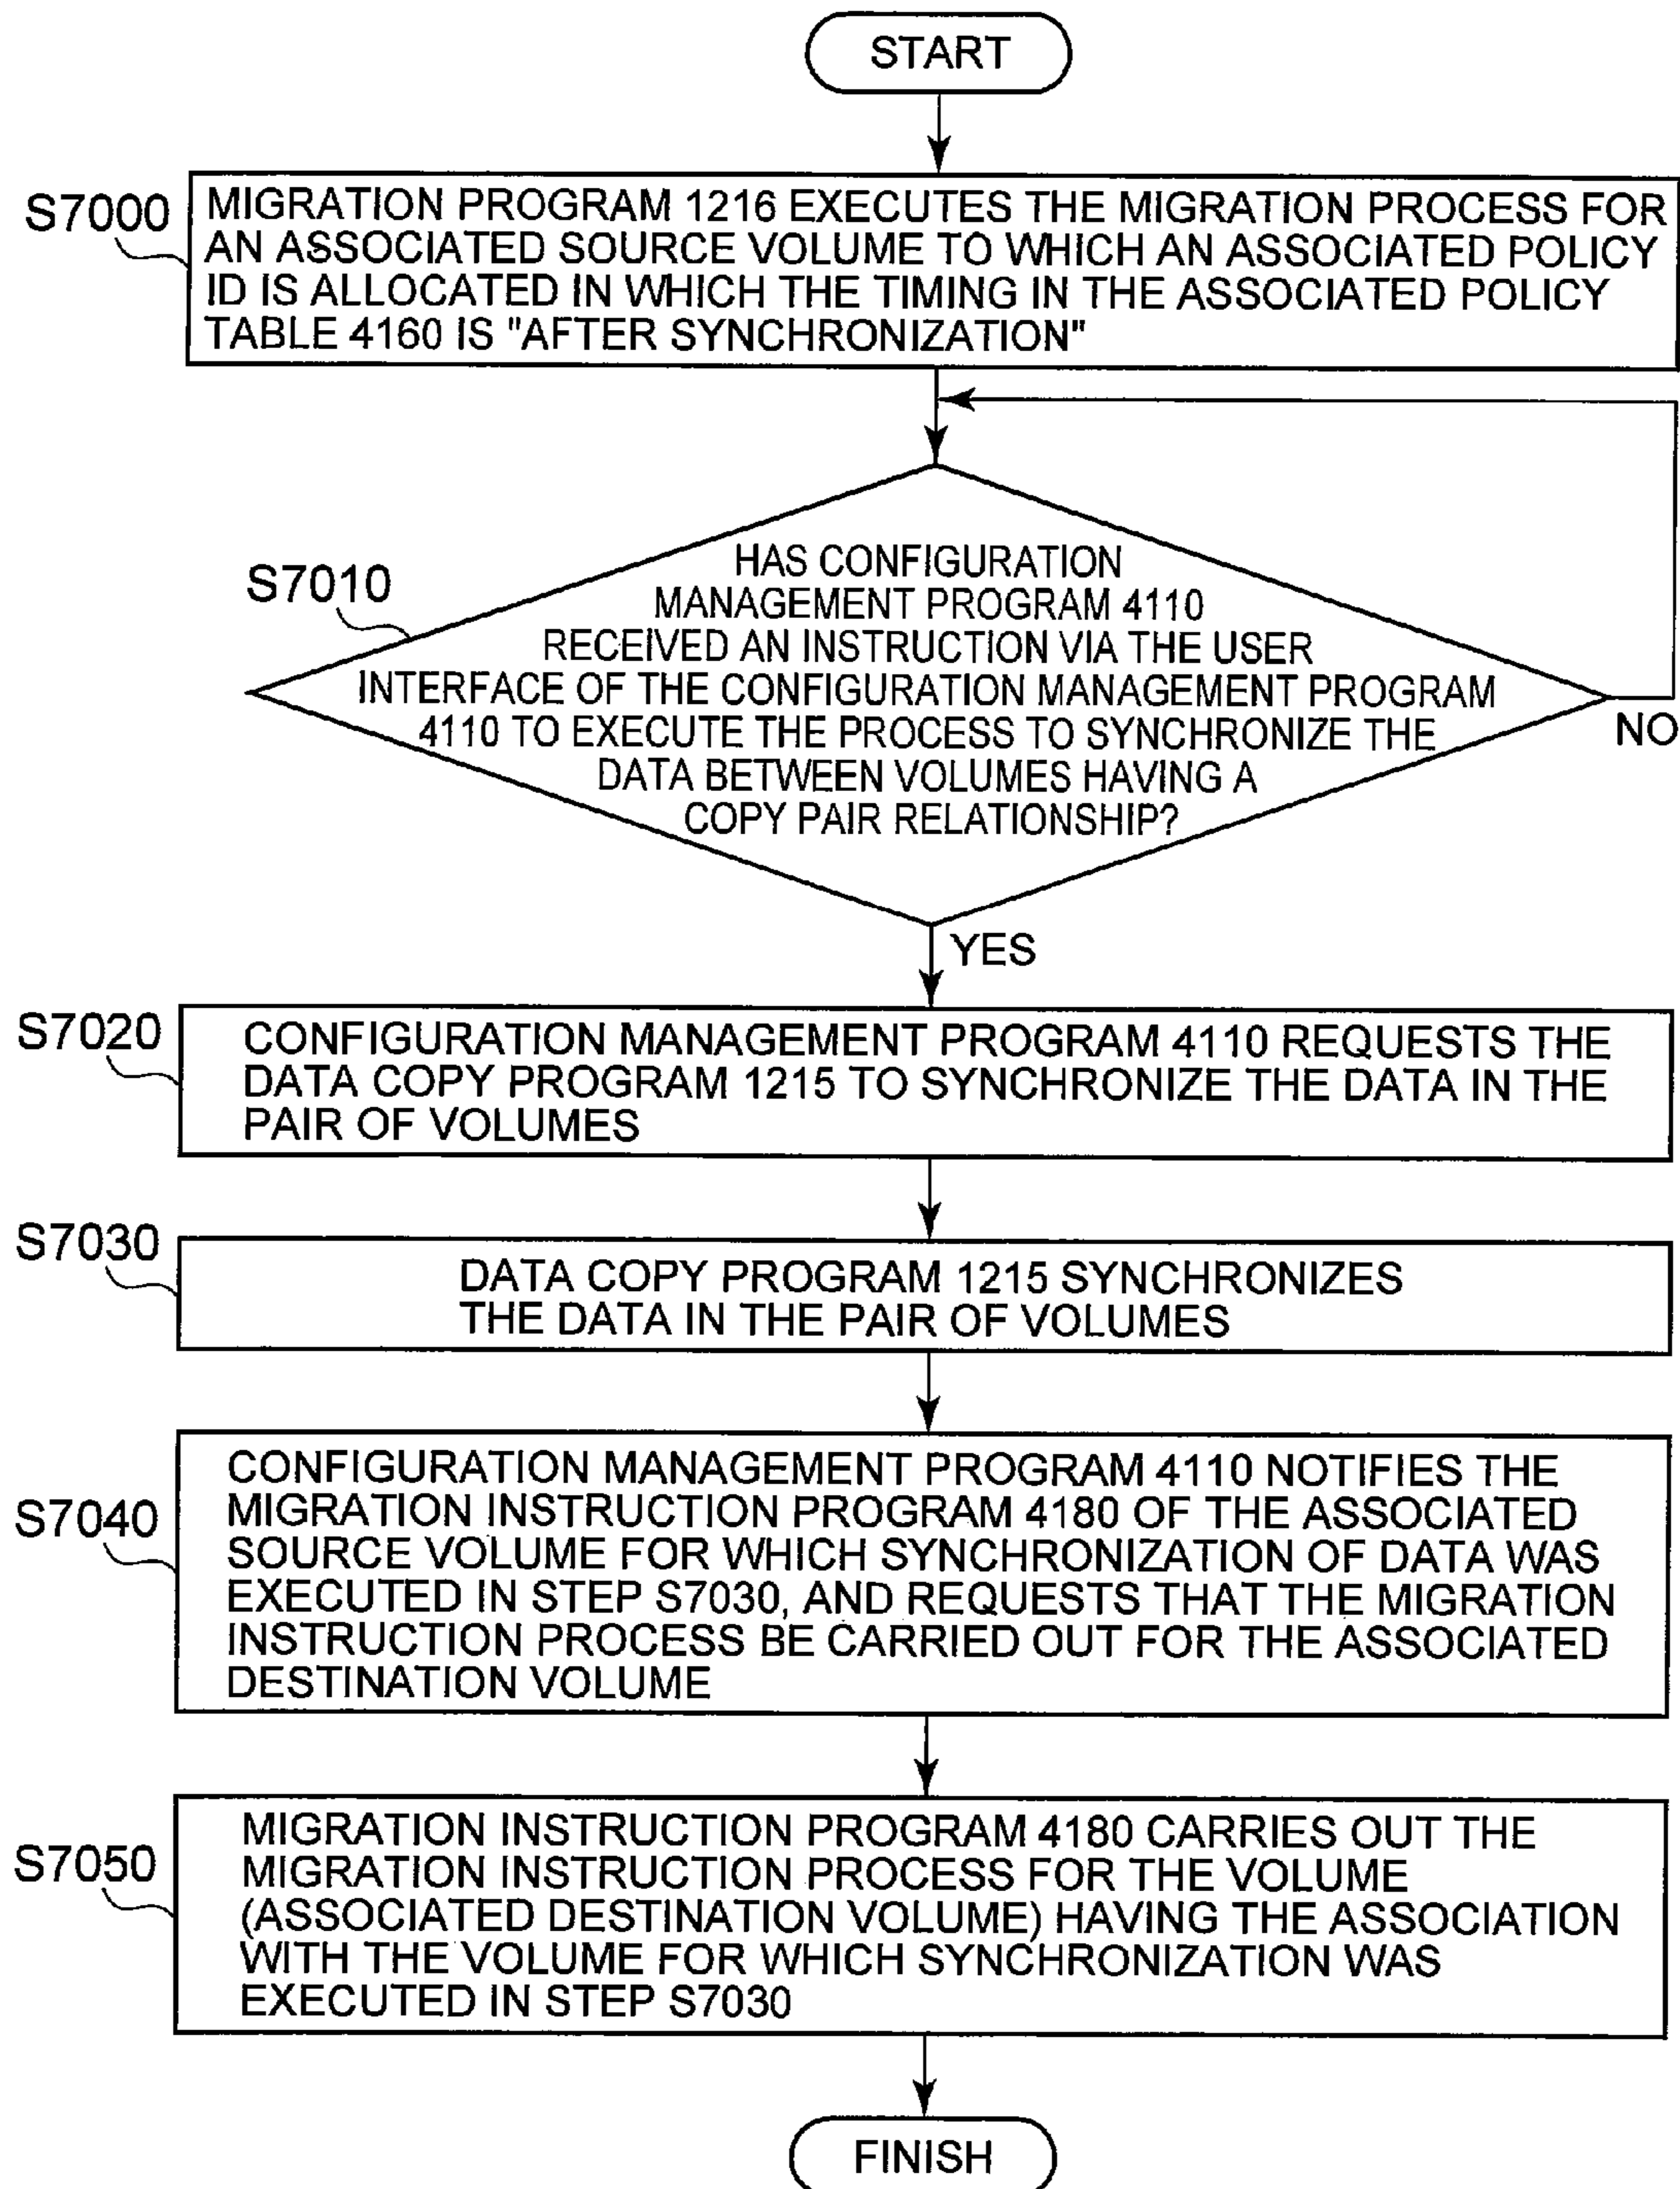 START
S7000
MIGRATION PROGRAM 1216 EXECUTES THE MIGRATION PROCESS FOR
AN ASSOCIATED SOURCE VOLUME TO WHICH AN ASSOCIATED POLICY
ID IS ALLOCATED IN WHICH THE TIMING IN THE ASSOCIATED POLICY
TABLE 4160 IS "AFTER SYNCHRONIZATION"
S7010
HAS CONFIGURATION
MANAGEMENT PROGRAM 4110
RECEIVED AN INSTRUCTION VIA THE USER
INTERFACE OF THE CONFIGURATION MANAGEMENT PROGRAM
4110 TO EXECUTE THE PROCESS TO SYNCHRONIZE THE
DATA BETWEEN VOLUMES HAVING A
COPY PAIR RELATIONSHIP?
NO
YES
S7020
CONFIGURATION MANAGEMENT PROGRAM 4110 REQUESTS THE
DATA COPY PROGRAM 1215 TO SYNCHRONIZE THE DATA IN THE
PAIR OF VOLUMES
S7030
DATA COPY PROGRAM 1215 SYNCHRONIZES
THE DATA IN THE PAIR OF VOLUMES
S7040
CONFIGURATION MANAGEMENT PROGRAM 4110 NOTIFIES THE
MIGRATION INSTRUCTION PROGRAM 4180 OF THE ASSOCIATED
SOURCE VOLUME FOR WHICH SYNCHRONIZATION OF DATA WAS
EXECUTED IN STEP S7030, AND REQUESTS THAT THE MIGRATION
INSTRUCTION PROCESS BE CARRIED OUT FOR THE ASSOCIATED
DESTINATION VOLUME
S7050
MIGRATION INSTRUCTION PROGRAM 4180 CARRIES OUT THE
MIGRATION INSTRUCTION PROCESS FOR THE VOLUME
(ASSOCIATED DESTINATION VOLUME) HAVING THE ASSOCIATION
WITH THE VOLUME FOR WHICH SYNCHRONIZATION WAS
EXECUTED IN STEP S7030
FINISH